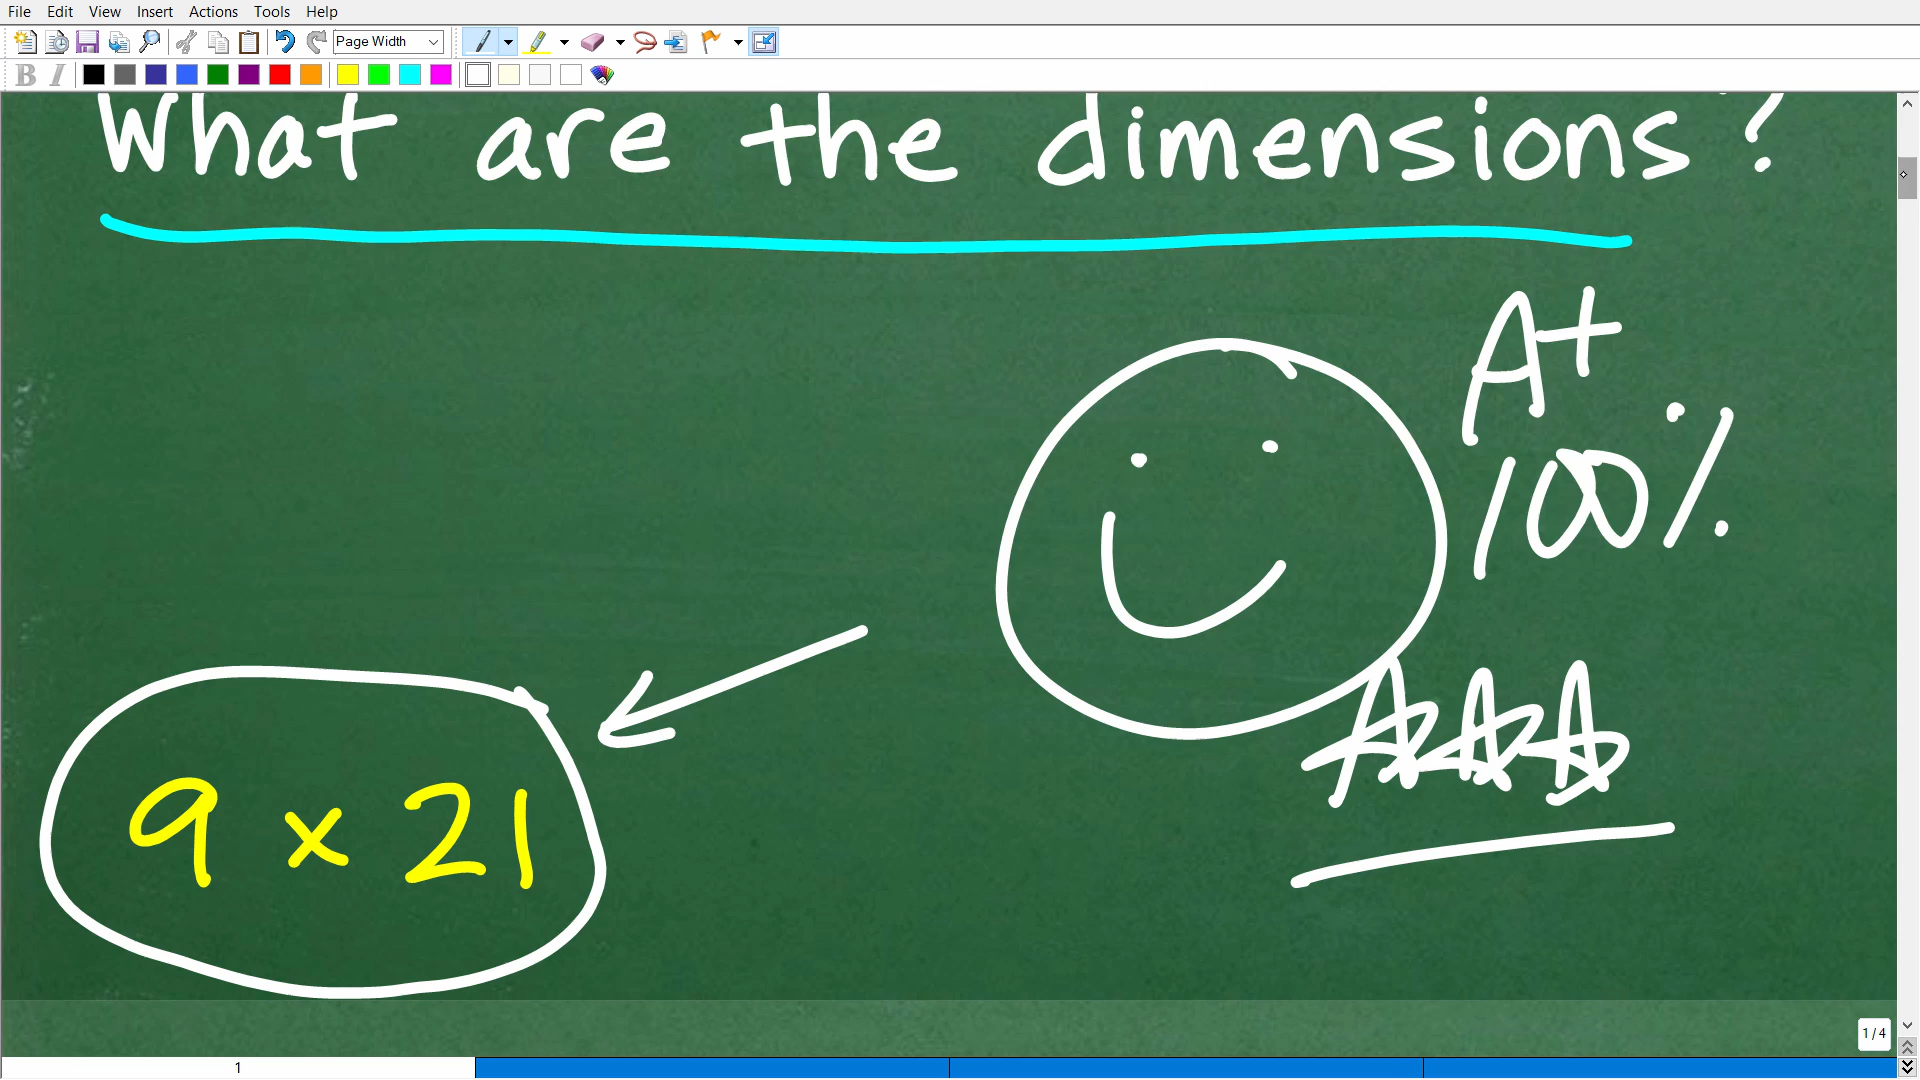 File Edit View Insert Actions Tools Help
Page Width
B I
What are the dimensions?
A+
100%
9 x 21
1 / 4
1